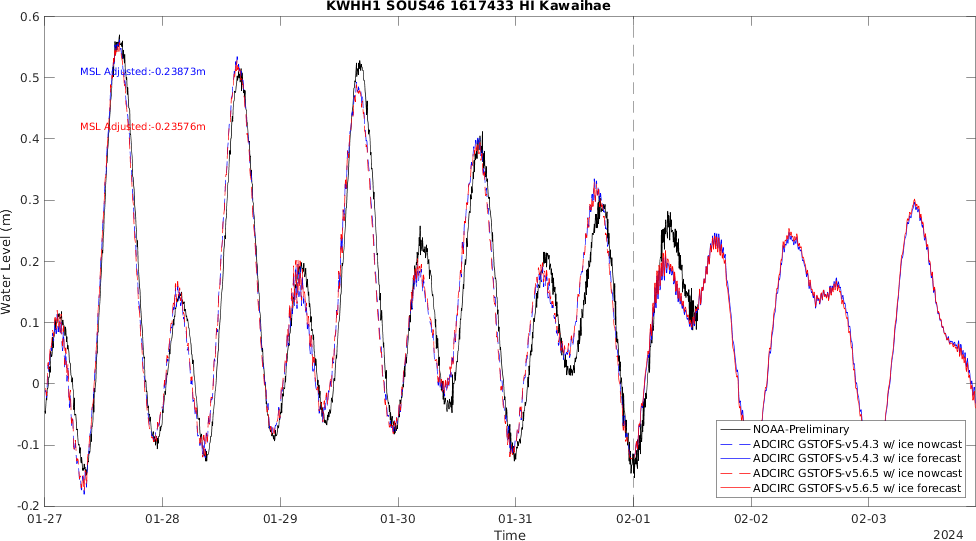 KWHH1 SOUS46 1617433 HI Kawaihae
0.6
0.5
0.4
0.3
0.2
0.1
0
-0.1
-0.2
Water Level (m)
MSL Adjusted:-0.23873m
MSL Adjusted:-0.23576m
NOAA-Preliminary
ADCIRC GSTOFS-v5.4.3 w/ ice nowcast
ADCIRC GSTOFS-v5.4.3 w/ ice forecast
ADCIRC GSTOFS-v5.6.5 w/ ice nowcast
ADCIRC GSTOFS-v5.6.5 w/ ice forecast
01-27 01-28 01-29 01-30 01-31 02-01 02-02 02-03
Time
2024